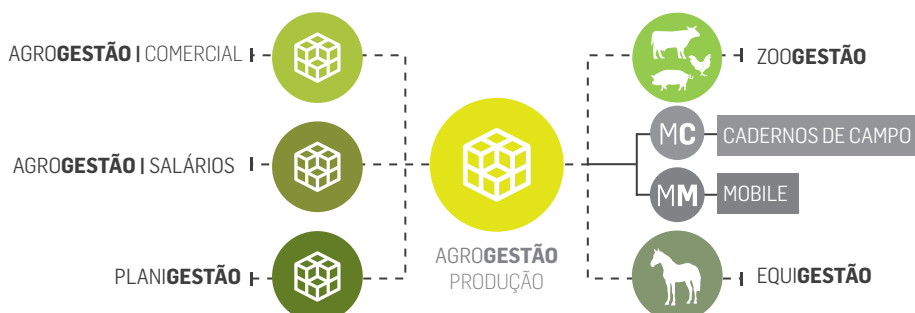 AGROGESTÃO | COMERCIAL
AGROGESTÃO | SALÁRIOS
PLANIGESTÃO
AGROGESTÃO
PRODUÇÃO
ZOOGESTÃO
MC CADERNOS DE CAMPO
MM MOBILE
EQUIGESTÃO